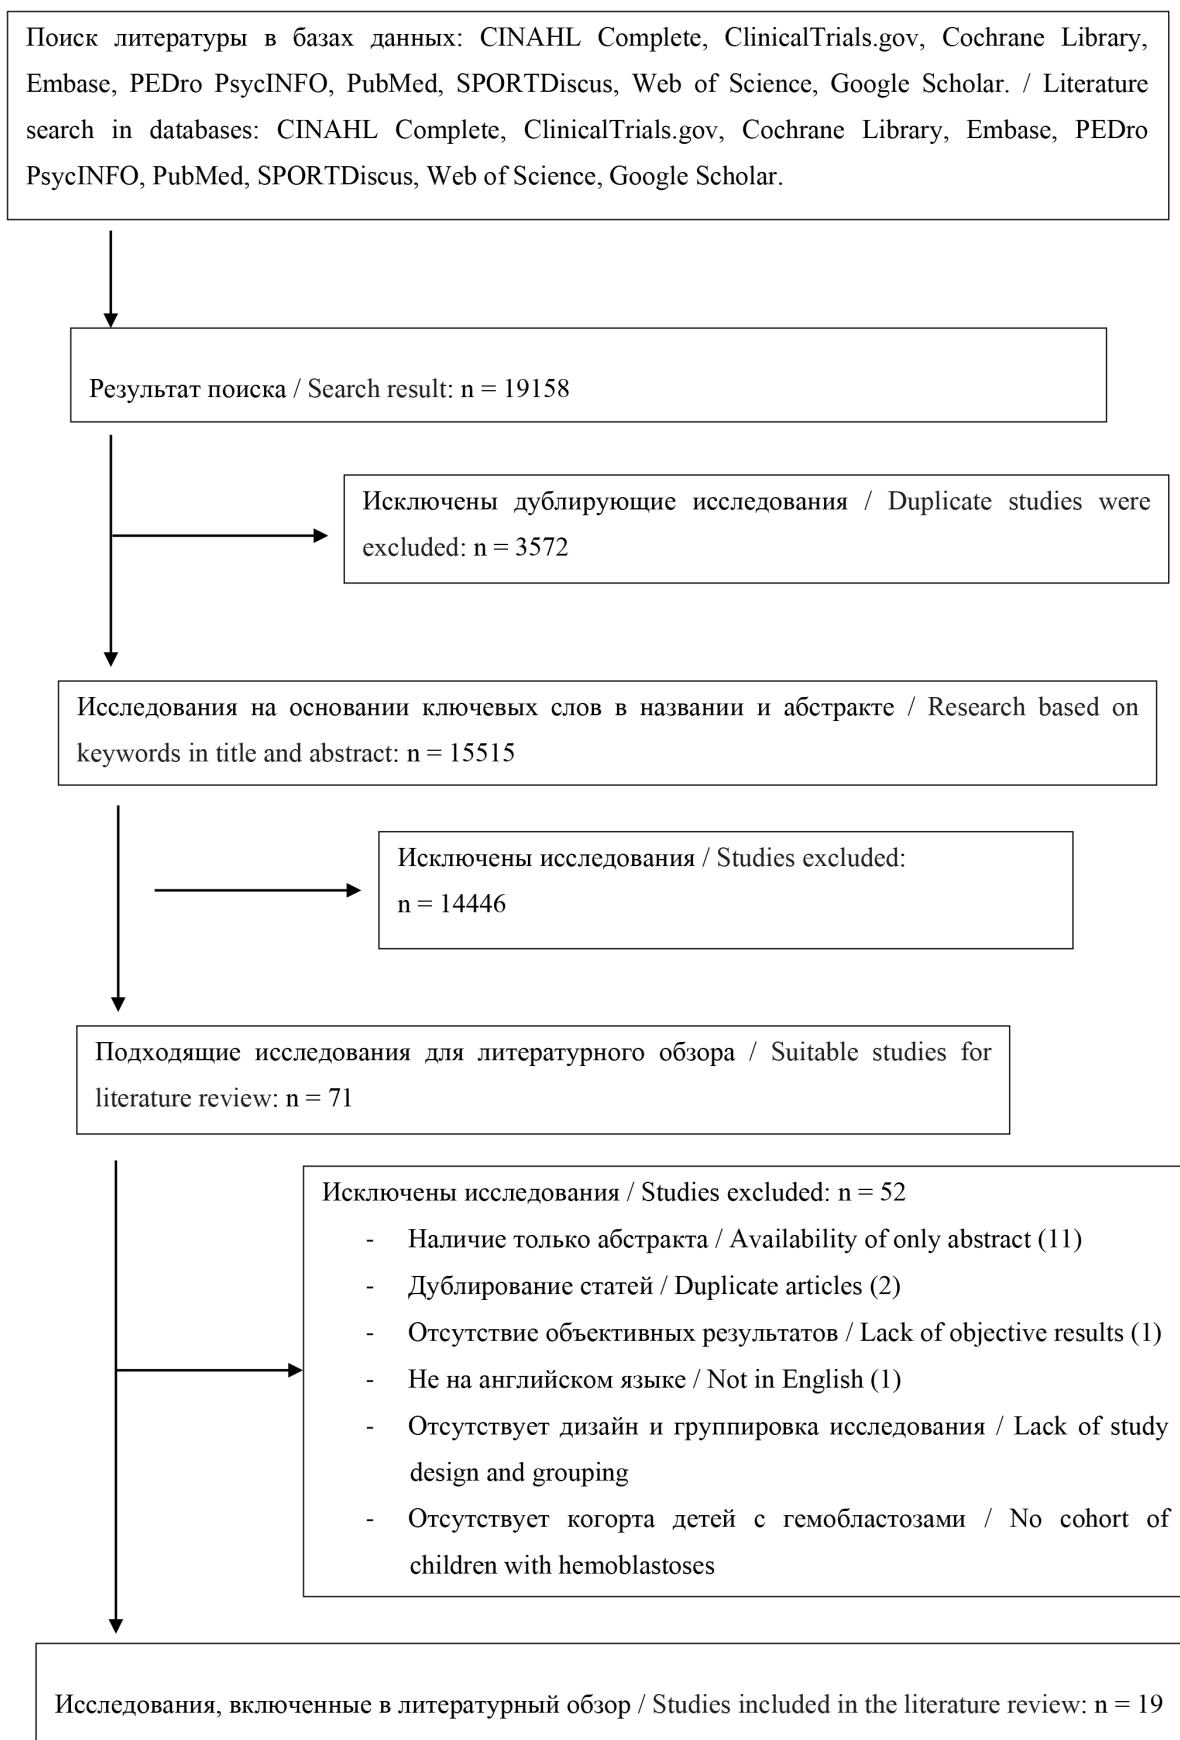 Поиск литературы в базах данных: CINAHL Complete, ClinicalTrials.gov, Cochrane Library,
Embase, PEDro PsycINFO, PubMed, SPORTDiscus, Web of Science, Google Scholar. / Literature
search in databases: CINAHL Complete, ClinicalTrials.gov, Cochrane Library, Embase, PEDro
PsycINFO, PubMed, SPORTDiscus, Web of Science, Google Scholar.
Результат поиска / Search result: n = 19158
Исключены дублирующие исследования / Duplicate studies were
excluded: n = 3572
Исследования на основании ключевых слов в названии и абстракте / Research based on
keywords in title and abstract: n = 15515
Исключены исследования / Studies excluded:
n = 14446
Подходящие исследования для литературного обзора / Suitable studies for
literature review: n = 71
Исключены исследования / Studies excluded: n = 52
- Наличие только абстракта / Availability of only abstract (11)
- Дублирование статей / Duplicate articles (2)
- Отсутствие объективных результатов / Lack of objective results (1)
- Не на английском языке / Not in English (1)
- Отсутствует дизайн и группировка исследования / Lack of study
design and grouping
- Отсутствует когорта детей с гемобластозами / No cohort of
children with hemoblastoses
Исследования, включенные в литературный обзор / Studies included in the literature review: n = 19